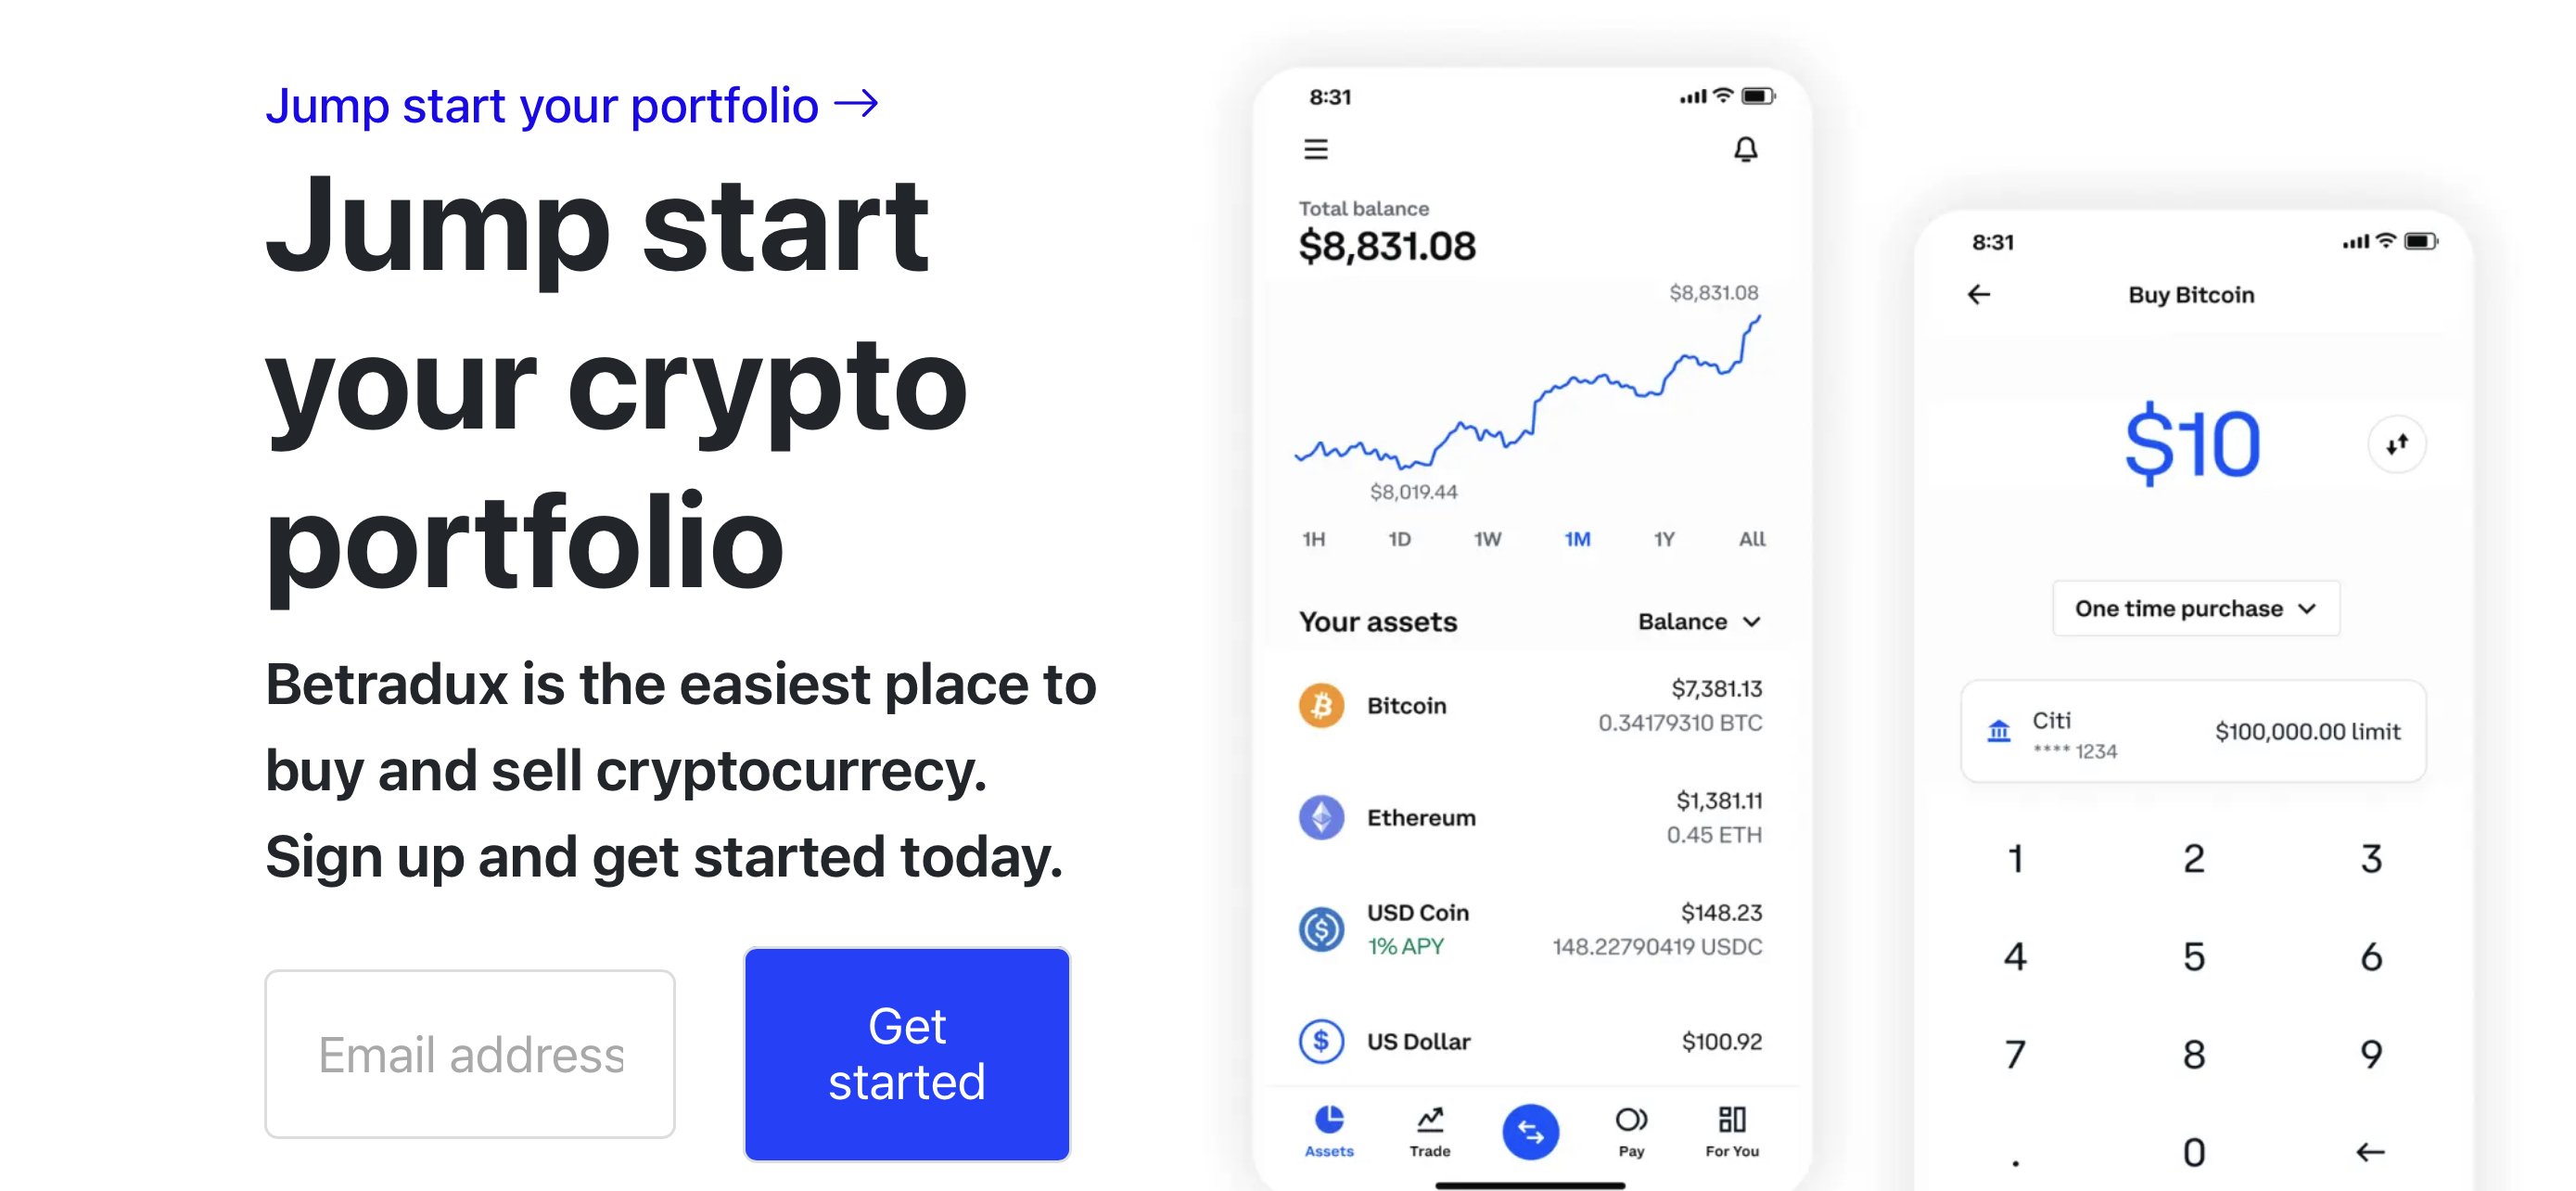 Jump start your portfolio →
Jump start
your crypto
portfolio
Betradux is the easiest place to
buy and sell cryptocurrecy.
Sign up and get started today.
Email address
Get
started
8:31
Total balance
$8,831.08
$8,831.08
$8,019.44
1H 1D 1W 1M 1Y All
Your assets Balance
Bitcoin $7,381.13
0.34179310 BTC
Ethereum $1,381.11
0.45 ETH
USD Coin $148.23
1% APY 148.22790419 USDC
US Dollar $100.92
Assets Trade Pay For You
8:31
Buy Bitcoin
$10
One time purchase
Citi $100,000.00 limit
**** 1234
1 2 3
4 5 6
7 8 9
. 0 ←